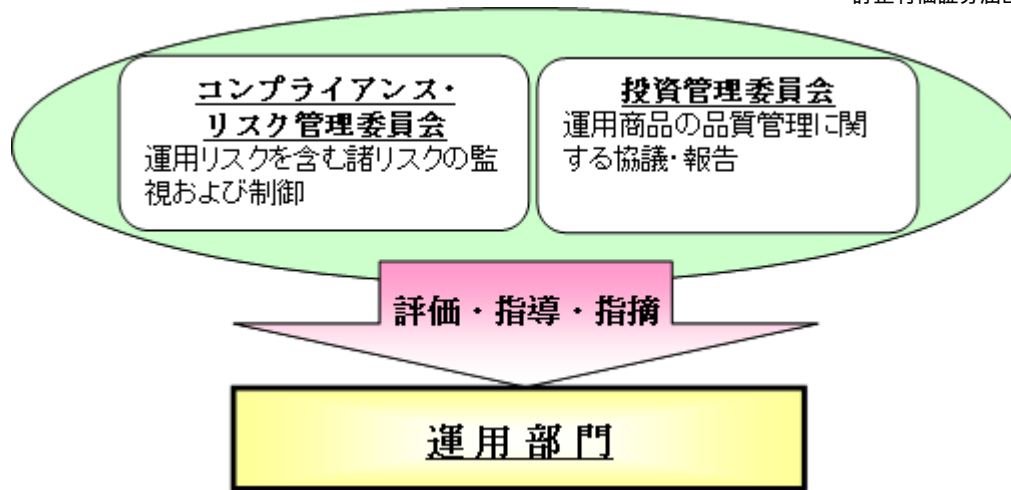 コンプライアンス・
リスク管理委員会
運用リスクを含む諸リスクの監
視および制御
投資管理委員会
運用商品の品質管理に関
する協議・報告
評価・指導・指摘
運用部門